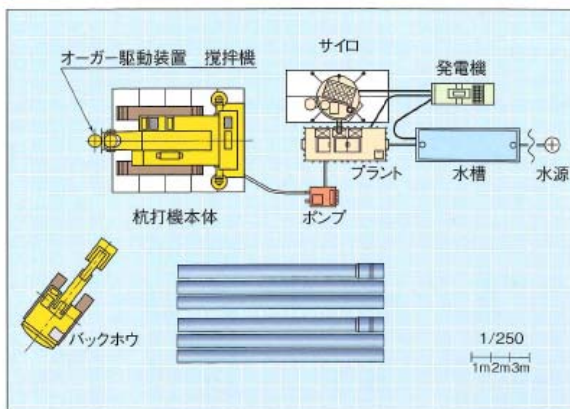 サイロ
オーガー駆動装置 撹拌機
発電機
プラント
水槽
水源
杭打機本体
ポンプ
バックホウ
1/250
1m2m3m